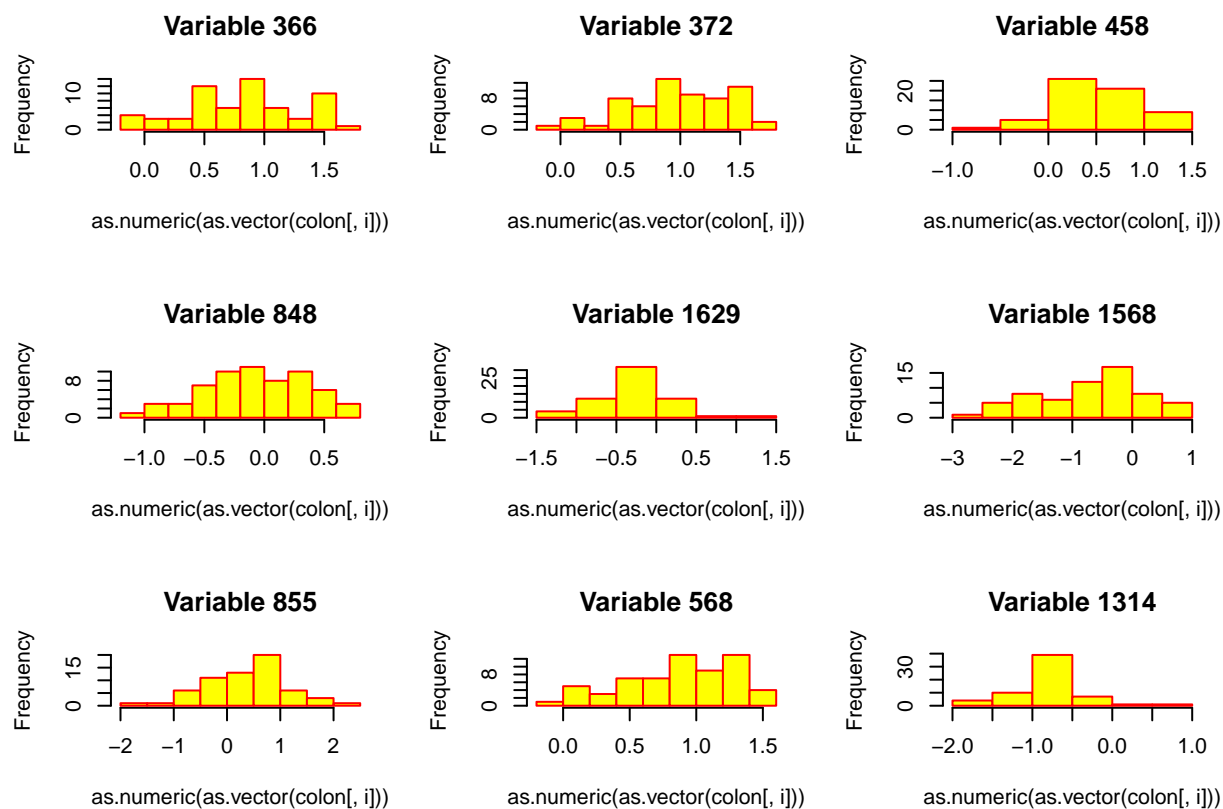 Variable 366
Frequency
0 10
0.0 0.5 1.0 1.5
as.numeric(as.vector(colon[, i]))
Variable 372
Frequency
0 8
0.0 0.5 1.0 1.5
as.numeric(as.vector(colon[, i]))
Variable 458
Frequency
0 20
−1.0 0.0 0.5 1.0 1.5
as.numeric(as.vector(colon[, i]))
Variable 848
Frequency
0 8
−1.0 −0.5 0.0 0.5
as.numeric(as.vector(colon[, i]))
Variable 1629
Frequency
0 25
−1.5 −0.5 0.5 1.5
as.numeric(as.vector(colon[, i]))
Variable 1568
Frequency
0 15
−3 −2 −1 0 1
as.numeric(as.vector(colon[, i]))
Variable 855
Frequency
0 15
−2 −1 0 1 2
as.numeric(as.vector(colon[, i]))
Variable 568
Frequency
0 8
0.0 0.5 1.0 1.5
as.numeric(as.vector(colon[, i]))
Variable 1314
Frequency
0 30
−2.0 −1.0 0.0 1.0
as.numeric(as.vector(colon[, i]))